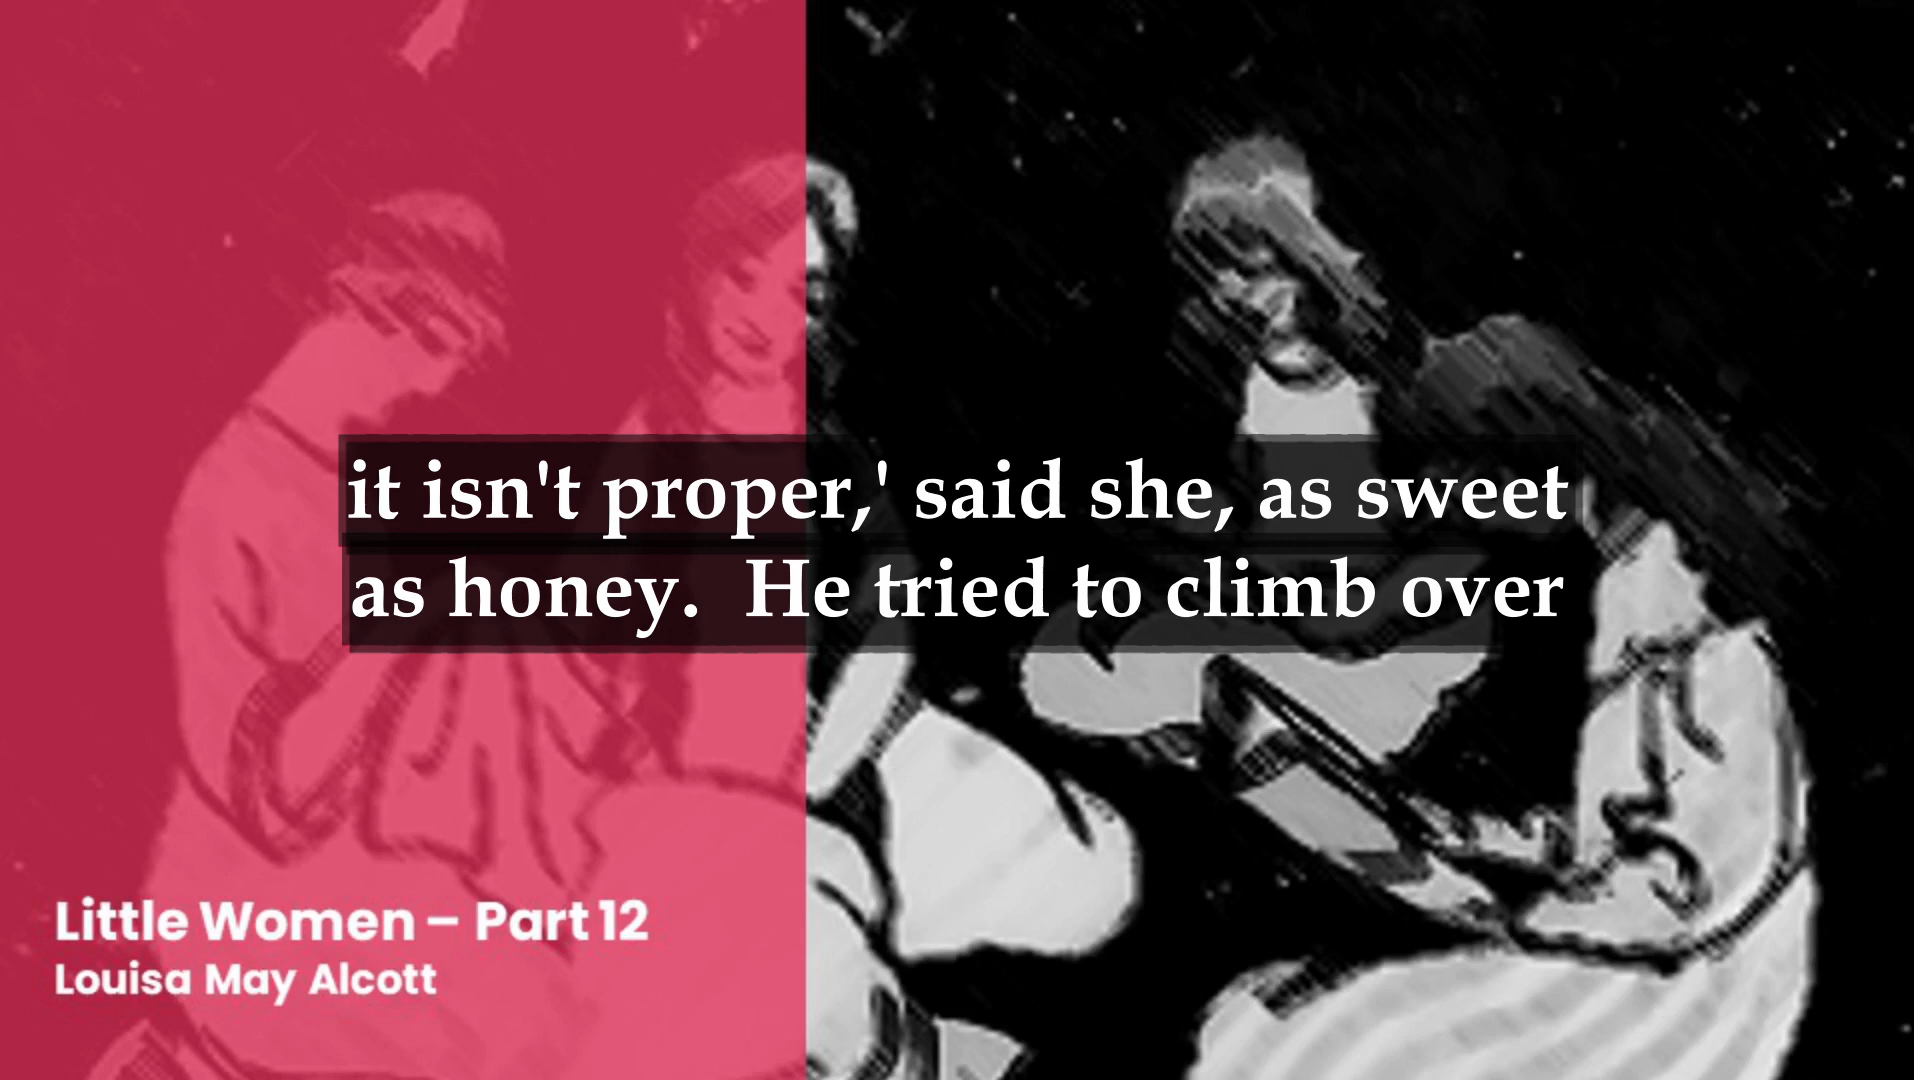 it isn't proper,' said she, as sweet
as honey.  He tried to climb over
Little Women – Part 12
Louisa May Alcott